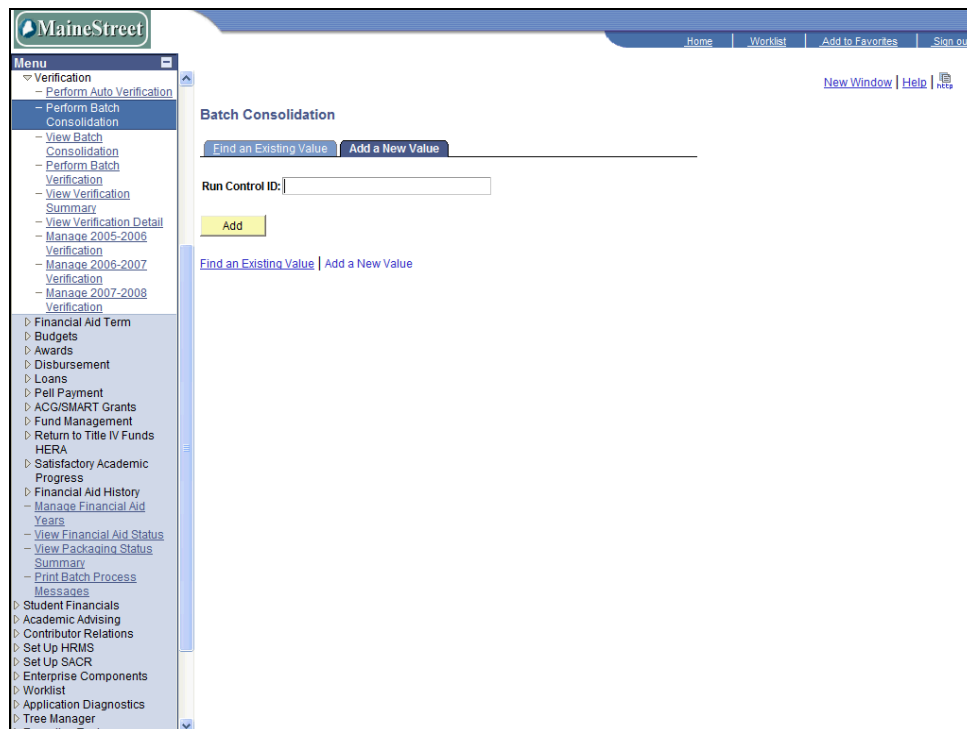 MaineStreet
Home | Worklist | Add to Favorites | Sign ou
Menu
Verification
Perform Auto Verification
Perform Batch
Consolidation
View Batch
Consolidation
Perform Batch
Verification
View Verification
Summary
View Verification Detail
Manage 2005-2006
Verification
Manage 2006-2007
Verification
Manage 2007-2008
Verification
Financial Aid Term
Budgets
Awards
Disbursement
Loans
Pell Payment
ACG/SMART Grants
Fund Management
Return to Title IV Funds
HERA
Satisfactory Academic
Progress
Financial Aid History
Manage Financial Aid
Years
View Financial Aid Status
View Packaging Status
Summary
Print Batch Process
Messages
Student Financials
Academic Advising
Contributor Relations
Set Up HRMS
Set Up SACR
Enterprise Components
Worklist
Application Diagnostics
Tree Manager
New Window | Help | http
Batch Consolidation
Find an Existing Value
Add a New Value
Run Control ID:
Add
Find an Existing Value | Add a New Value